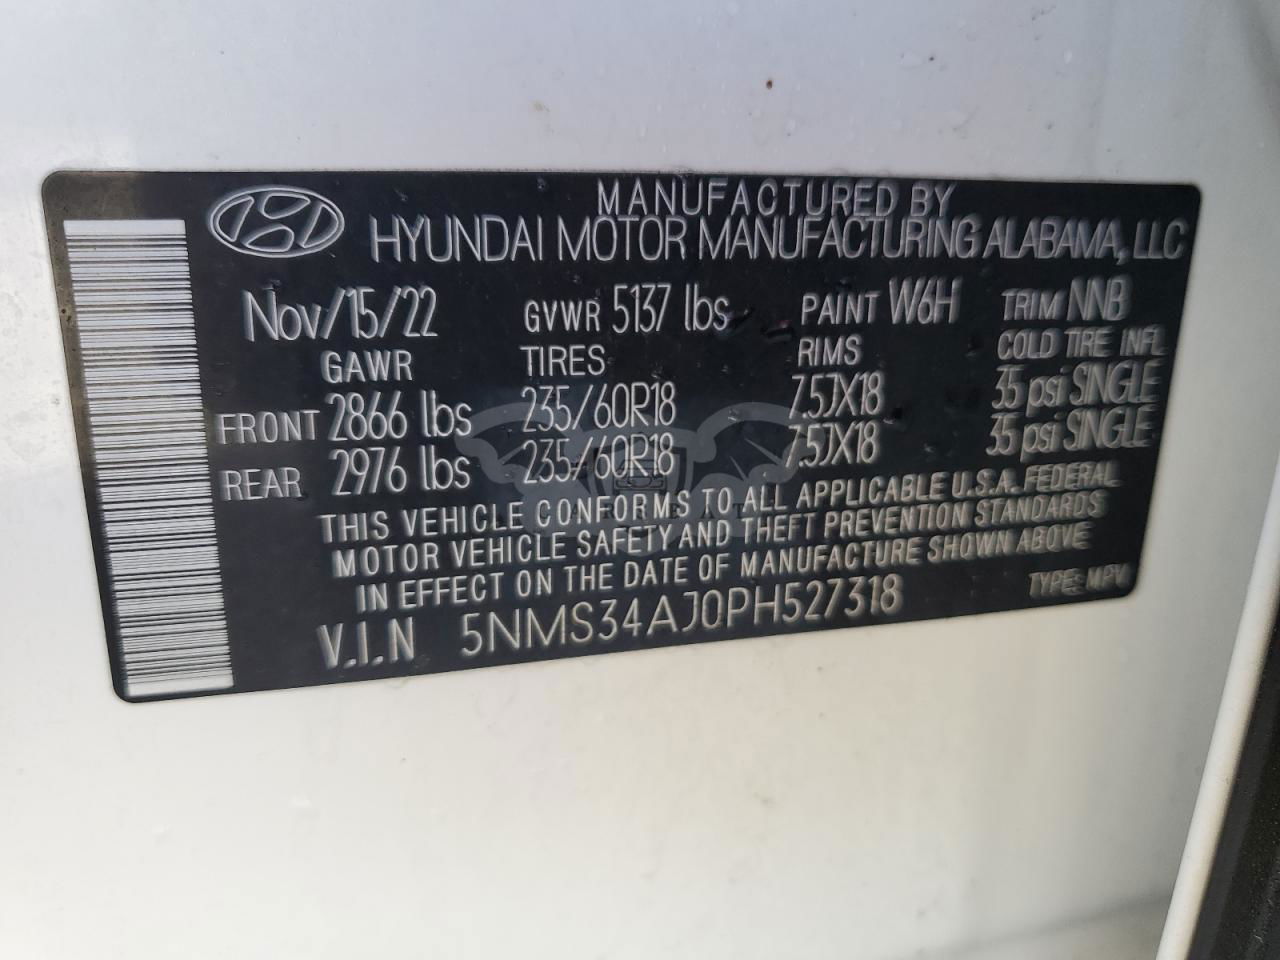 MANUFACTURED BY
HYUNDAI MOTOR MANUFACTURING ALABAMA, LLC
Nov/15/22 GVWR 5137 lbs PAINT W6H TRIM NNB
GAWR TIRES RIMS COLD TIRE INFL
FRONT 2866 lbs 235/60R18 7.5JX18 35 psi SINGLE
REAR 2976 lbs 235/60R18 7.5JX18 35 psi SINGLE
THIS VEHICLE CONFORMS TO ALL APPLICABLE U.S.A. FEDERAL
MOTOR VEHICLE SAFETY AND THEFT PREVENTION STANDARDS
IN EFFECT ON THE DATE OF MANUFACTURE SHOWN ABOVE
V.I.N 5NMS34AJ0PH527318 TYPE: MPV